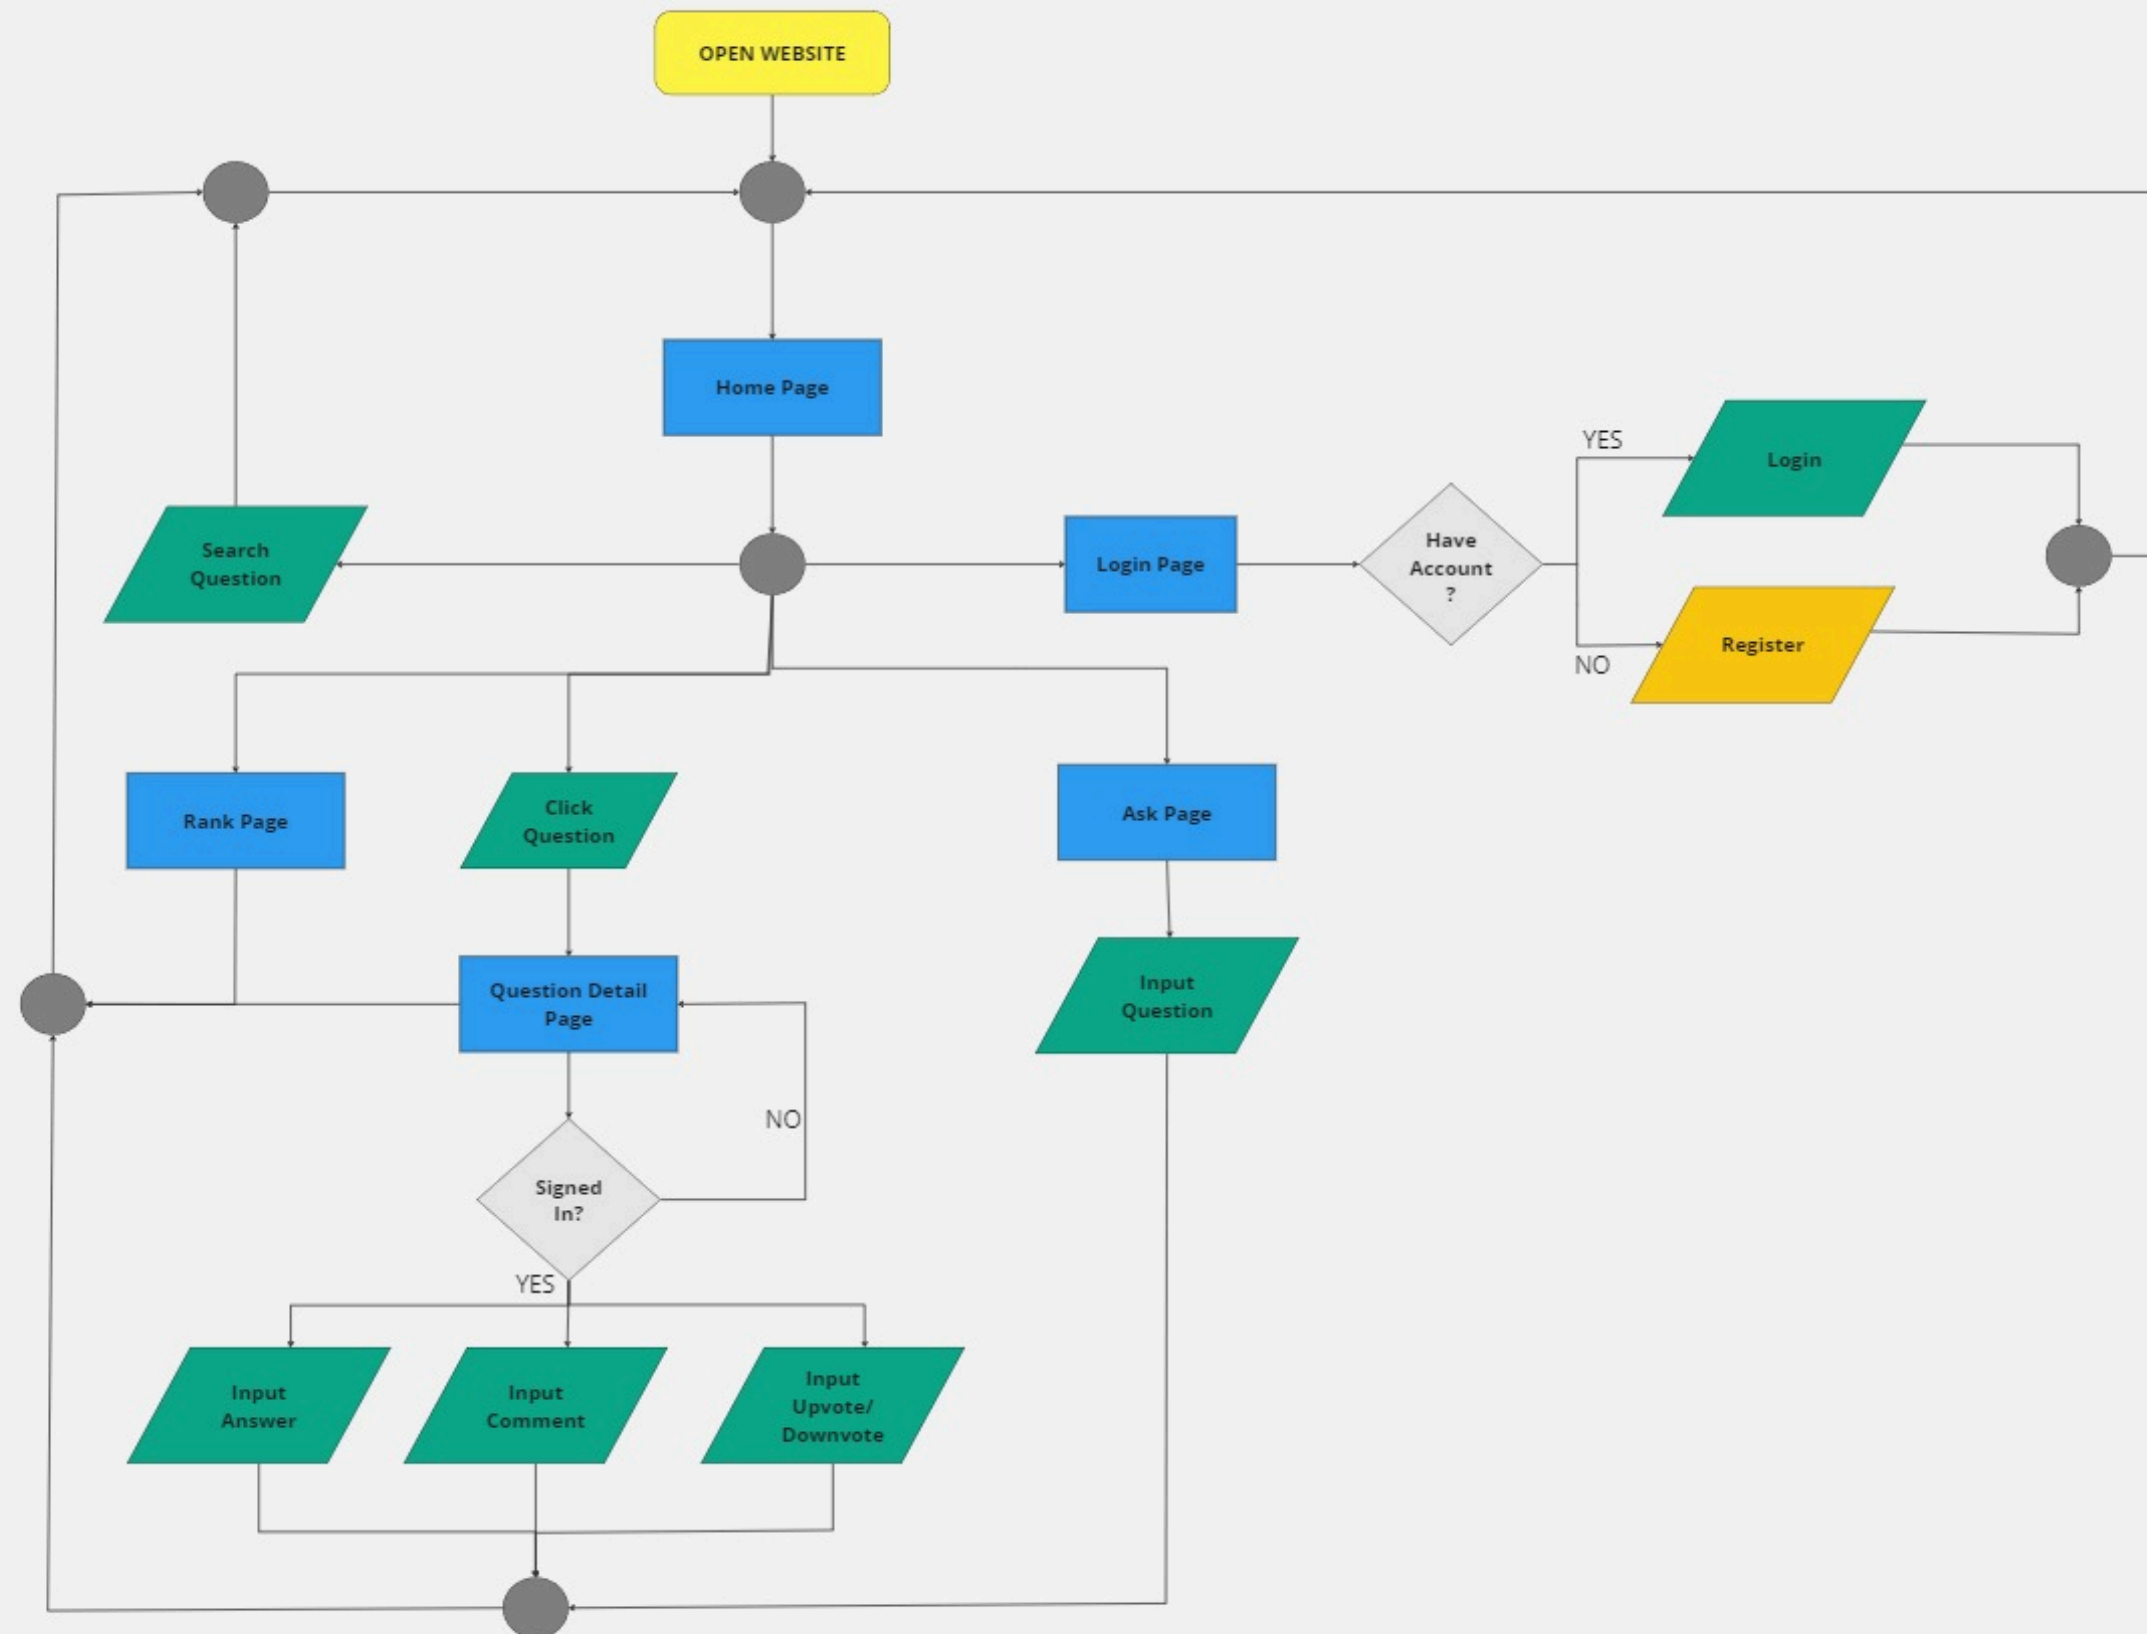 OPEN WEBSITE
Home Page
YES
Login
Search
Question
Login Page
Have
Account
?
Register
NO
Rank Page
Click
Question
Ask Page
Question Detail
Page
Input
Question
NO
Signed
In?
YES
Input
Answer
Input
Comment
Input
Upvote/
Downvote